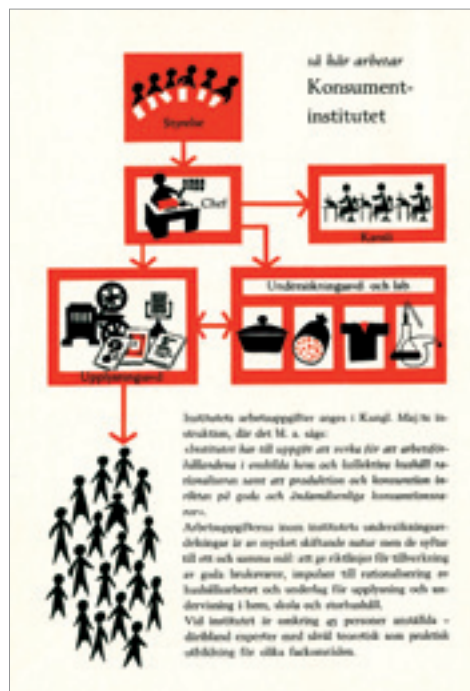 så här arbetar
Konsument-
institutet
Styrelse
Chef
Kansli
Undersökningsavd och lab
Upplysningsavd
Institutets arbetsuppgifter anges i Kungl. Maj:ts in-
struktion, där det bl. a. säges:
»Institutet har till uppgift att verka för att arbetsför-
hållandena i enskilda hem och kollektiva hushåll ra-
tionaliseras samt att produktion och konsumtion in-
riktas på goda och ändamålsenliga konsumtionsva-
ror».
Arbetsuppgifterna inom institutets undersökningsav-
delningar är av mycket skiftande natur men de syftar
till ett och samma mål: att ge riktlinjer för tillverkning
av goda bruksvaror, impulser till rationalisering av
hushållsarbetet och underlag för upplysning och un-
dervisning i hem, skola och storhushåll.
Vid institutet är omkring 45 personer anställda –
däribland experter med såväl teoretisk som praktisk
utbildning för olika fackområden.